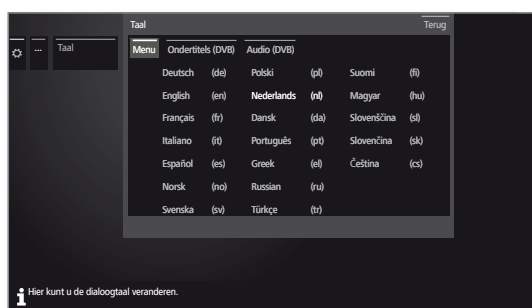 Taal Terug
... Taal
Menu Ondertitels (DVB) Audio (DVB)
Deutsch (de) Polski (pl) Suomi (fi)
English (en) Nederlands (nl) Magyar (hu)
Français (fr) Dansk (da) Slovenščina (sl)
Italiano (it) Português (pt) Slovenčina (sk)
Español (es) Greek (el) Čeština (cs)
Norsk (no) Russian (ru)
Svenska (sv) Türkçe (tr)
Hier kunt u de dialoogtaal veranderen.